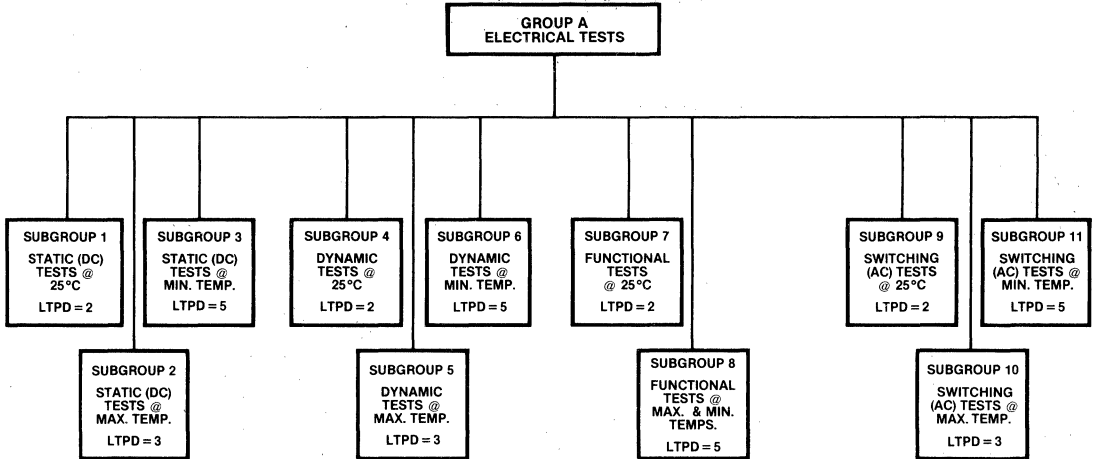 GROUP A
ELECTRICAL TESTS
SUBGROUP 1
STATIC (DC)
TESTS @
25°C
LTPD = 2
SUBGROUP 2
STATIC (DC)
TESTS @
MAX. TEMP.
LTPD = 3
SUBGROUP 3
STATIC (DC)
TESTS @
MIN. TEMP.
LTPD = 5
SUBGROUP 4
DYNAMIC
TESTS @
25°C
LTPD = 2
SUBGROUP 5
DYNAMIC
TESTS @
MAX. TEMP.
LTPD = 3
SUBGROUP 6
DYNAMIC
TESTS @
MIN. TEMP.
LTPD = 5
SUBGROUP 7
FUNCTIONAL
TESTS
@ 25°C
LTPD = 2
SUBGROUP 8
FUNCTIONAL
TESTS @
MAX. & MIN.
TEMPS.
LTPD = 5
SUBGROUP 9
SWITCHING
(AC) TESTS
@ 25°C
LTPD = 2
SUBGROUP 10
SWITCHING
(AC) TESTS @
MAX. TEMP.
LTPD = 3
SUBGROUP 11
SWITCHING
(AC) TESTS @
MIN. TEMP.
LTPD = 5